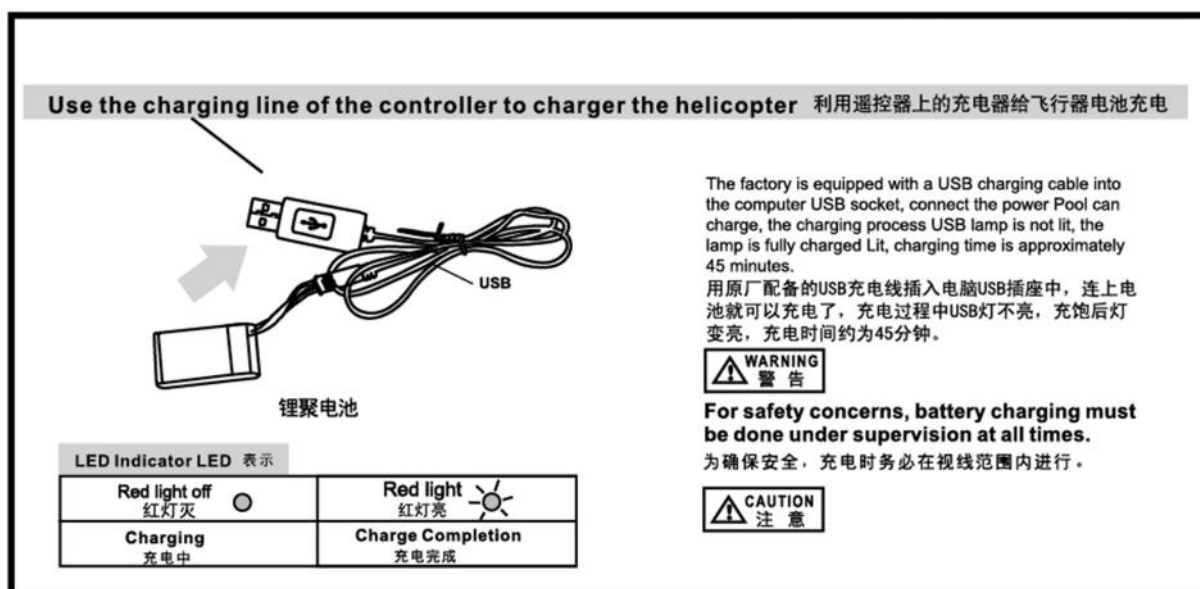 Use the charging line of the controller to charger the helicopter 利用遥控器上的充电器给飞行器电池充电
USB
锂聚电池
LED Indicator LED 表示
Red light off
红灯灭
Red light
红灯亮
Charging
充电中
Charge Completion
充电完成
The factory is equipped with a USB charging cable into
the computer USB socket, connect the power Pool can
charge, the charging process USB lamp is not lit, the
lamp is fully charged Lit, charging time is approximately
45 minutes.
用原厂配备的USB充电线插入电脑USB插座中，连上电
池就可以充电了，充电过程中USB灯不亮，充饱后灯
变亮，充电时间约为45分钟。
WARNING
警告
For safety concerns, battery charging must
be done under supervision at all times.
为确保安全，充电时务必在视线范围内进行。
CAUTION
注意